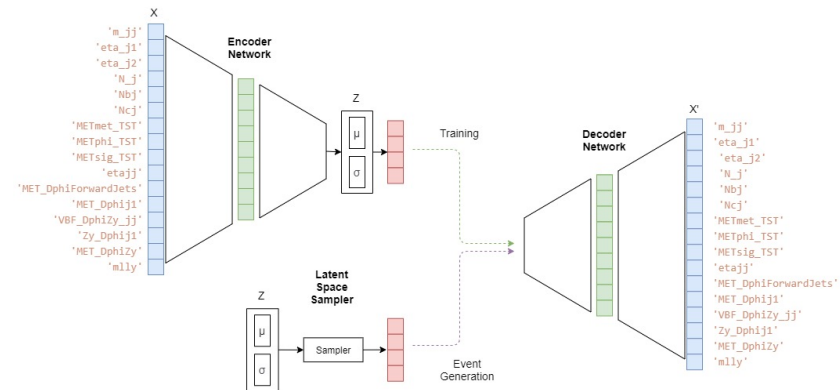 X
'm_jj'
'eta_j1'
'eta_j2'
'N_j'
'Nbj'
'Ncj'
'METmet_TST'
'METphi_TST'
'METsig_TST'
'etajj'
'MET_DphiForwardJets'
'MET_Dphij1'
'VBF_DphiZy_jj'
'Zy_Dphij1'
'MET_DphiZy'
'mlly'
Encoder
Network
Z
μ
σ
Training
Latent
Space
Sampler
Z
μ
σ
Sampler
Event
Generation
Decoder
Network
X'
'm_jj'
'eta_j1'
'eta_j2'
'N_j'
'Nbj'
'Ncj'
'METmet_TST'
'METphi_TST'
'METsig_TST'
'etajj'
'MET_DphiForwardJets'
'MET_Dphij1'
'VBF_DphiZy_jj'
'Zy_Dphij1'
'MET_DphiZy'
'mlly'